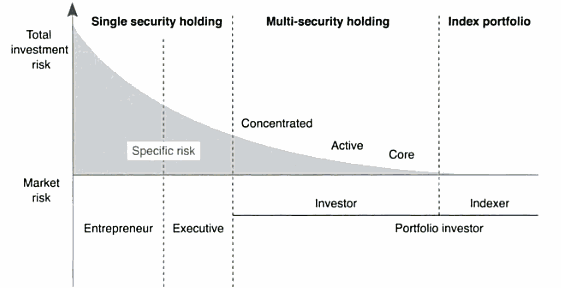 Single security holding
Multi-security holding
Index portfolio
Total
investment
risk
Concentrated
Active
Core
Specific risk
Market
risk
Investor
Indexer
Entrepreneur
Executive
Portfolio investor